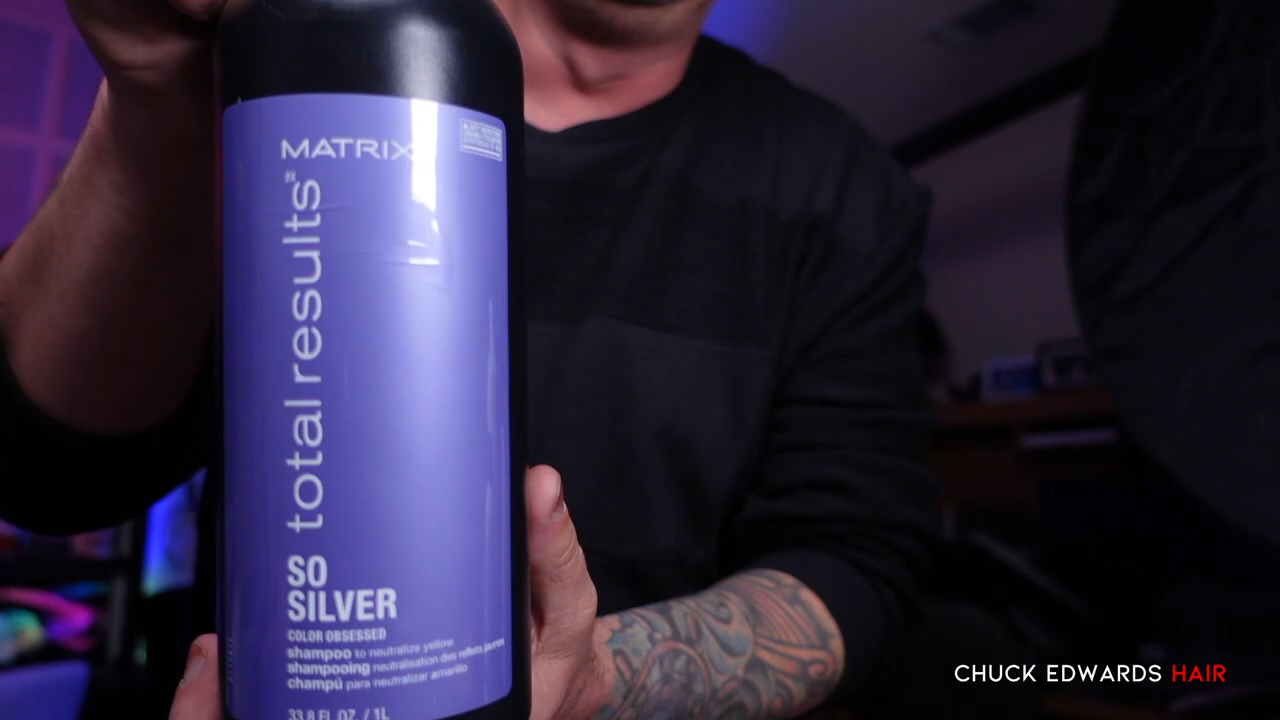 MATRIX
total results
SO
SILVER
COLOR OBSESSED
shampoo to neutralize yellow
shampooing neutralisation des reflets jaunes
champú para neutralizar amarillo
33.8 FL. OZ. / 1L
CHUCK EDWARDS HAIR